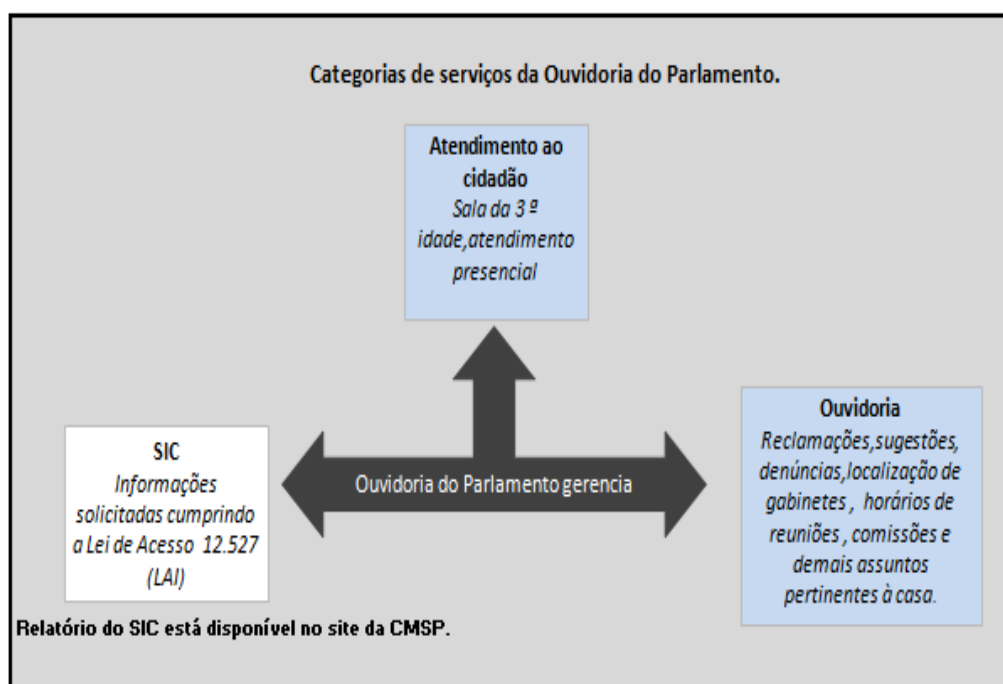 Categorias de serviços da Ouvidoria do Parlamento.
Atendimento ao
cidadão
Sala da 3 ª
idade,atendimento
presencial
SIC
Informações
solicitadas cumprindo
a Lei de Acesso 12.527
(LAI)
Ouvidoria do Parlamento gerencia
Ouvidoria
Reclamações,sugestões,
denúncias,localização de
gabinetes , horários de
reuniões , comissões e
demais assuntos
pertinentes à casa.
Relatório do SIC está disponível no site da CMSP.